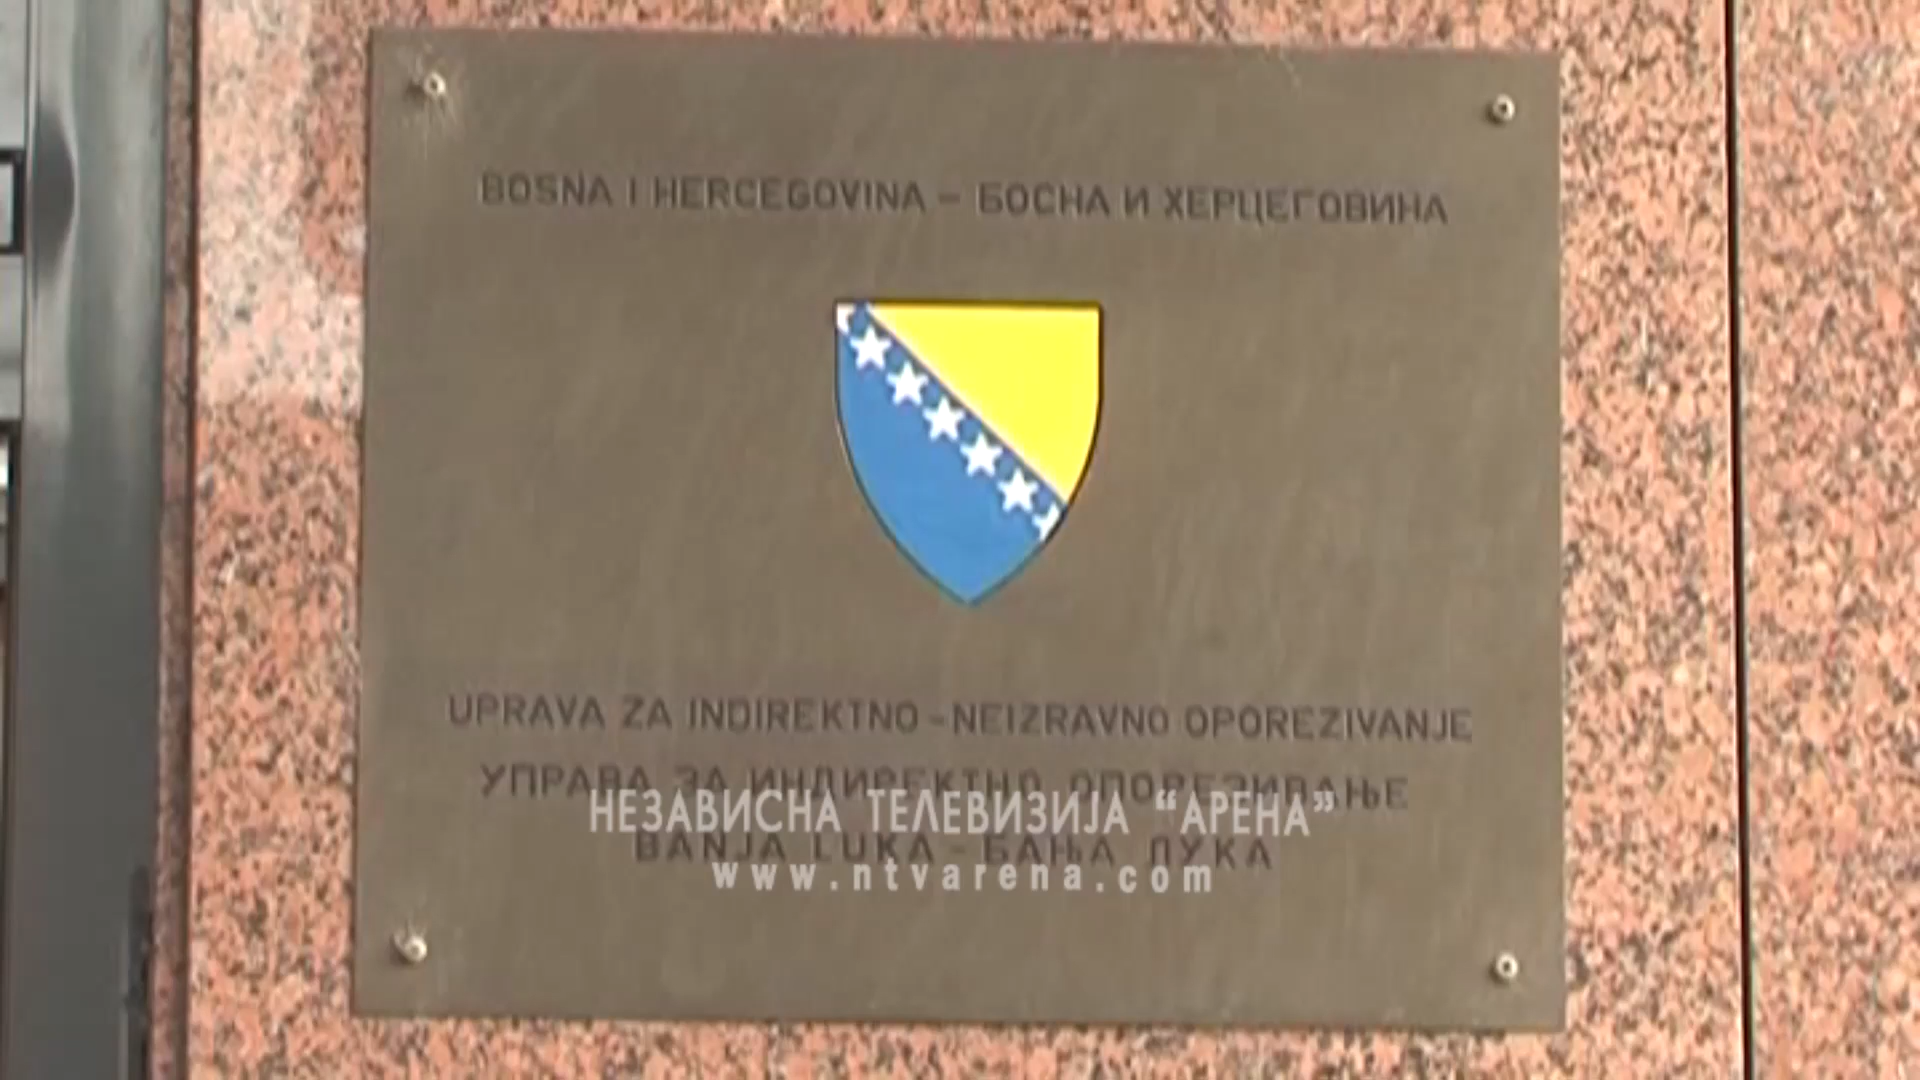 BOSNA I HERCEGOVINA - БОСНА И ХЕРЦЕГОВИНА
UPRAVA ZA INDIREKTNO - NEIZRAVNO OPOREZIVANJE
УПРАВА ЗА ИНДИРЕКТНО ОПОРЕЗИВАЊЕ
НЕЗАВИСНА ТЕЛЕВИЗИЈА “АРЕНА”
BANJA LUKA - БАЊА ЛУКА
www.ntvarena.com